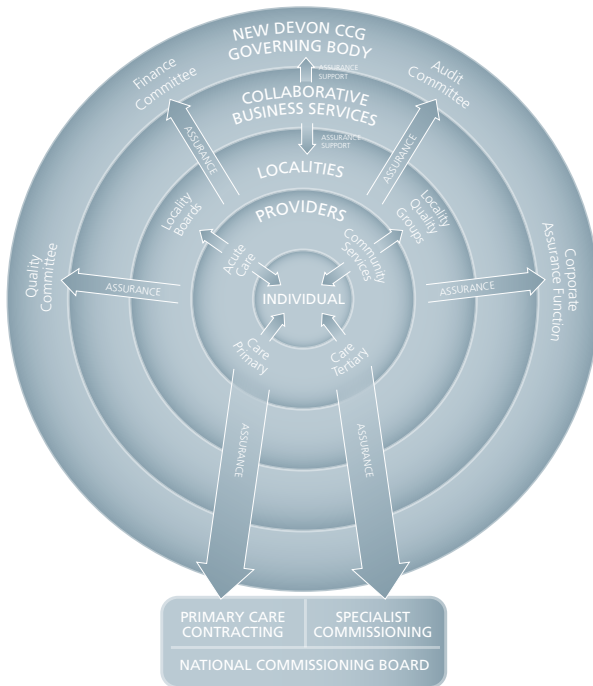 NEW DEVON CCG
GOVERNING BODY
Finance
Committee
Audit
Committee
ASSURANCE
SUPPORT
COLLABORATIVE
BUSINESS SERVICES
ASSURANCE
SUPPORT
ASSURANCE
ASSURANCE
LOCALITIES
Locality
Boards
Locality
Quality
Groups
PROVIDERS
Acute
Care
Community
Services
Quality
Committee
Corporate
Assurance Function
ASSURANCE
ASSURANCE
INDIVIDUAL
Care
Primary
Care
Tertiary
ASSURANCE
ASSURANCE
PRIMARY CARE
CONTRACTING
SPECIALIST
COMMISSIONING
NATIONAL COMMISSIONING BOARD